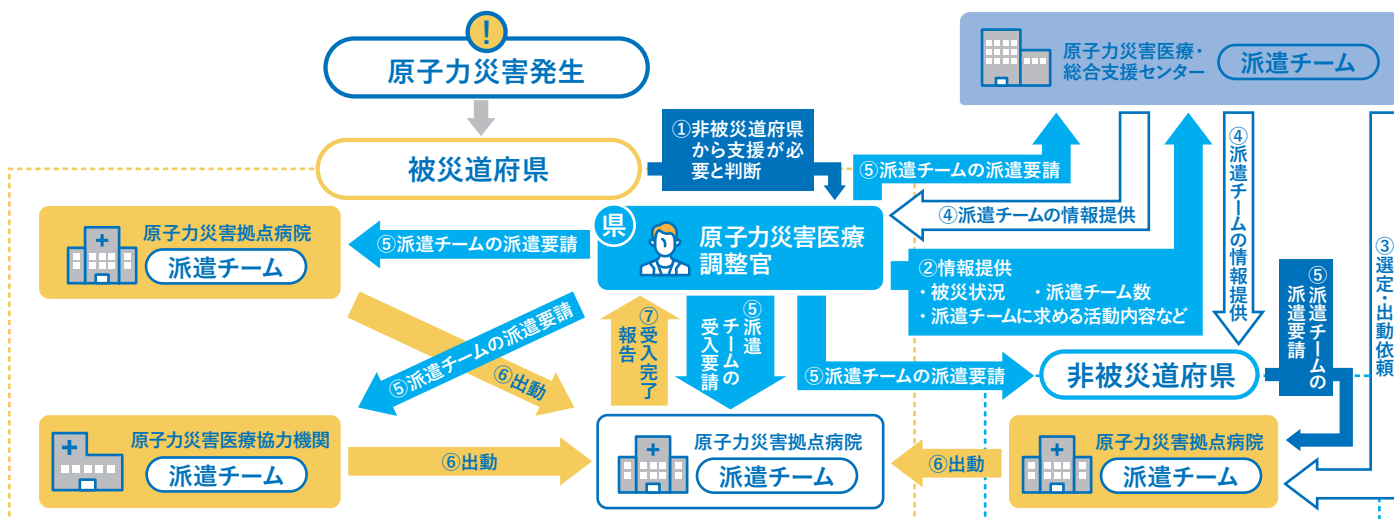 !
原子力災害発生
被災道府県
①非被災道府県
から支援が必
要と判断
原子力災害医療・
総合支援センター
派遣チーム
⑤派遣チームの派遣要請
④派遣チームの情報提供
④派遣チームの情報提供
③選定・出動依頼
県
原子力災害医療
調整官
②情報提供
・被災状況 ・派遣チーム数
・派遣チームに求める活動内容など
原子力災害拠点病院
派遣チーム
⑤派遣チームの派遣要請
⑤派遣チームの派遣要請
⑥出動
⑦受入完了
報告
⑤派遣
チームの
受入要請
⑤派遣チームの派遣要請
非被災道府県
⑤派遣チームの
派遣要請
原子力災害医療協力機関
派遣チーム
⑥出動
原子力災害拠点病院
派遣チーム
⑥出動
原子力災害拠点病院
派遣チーム